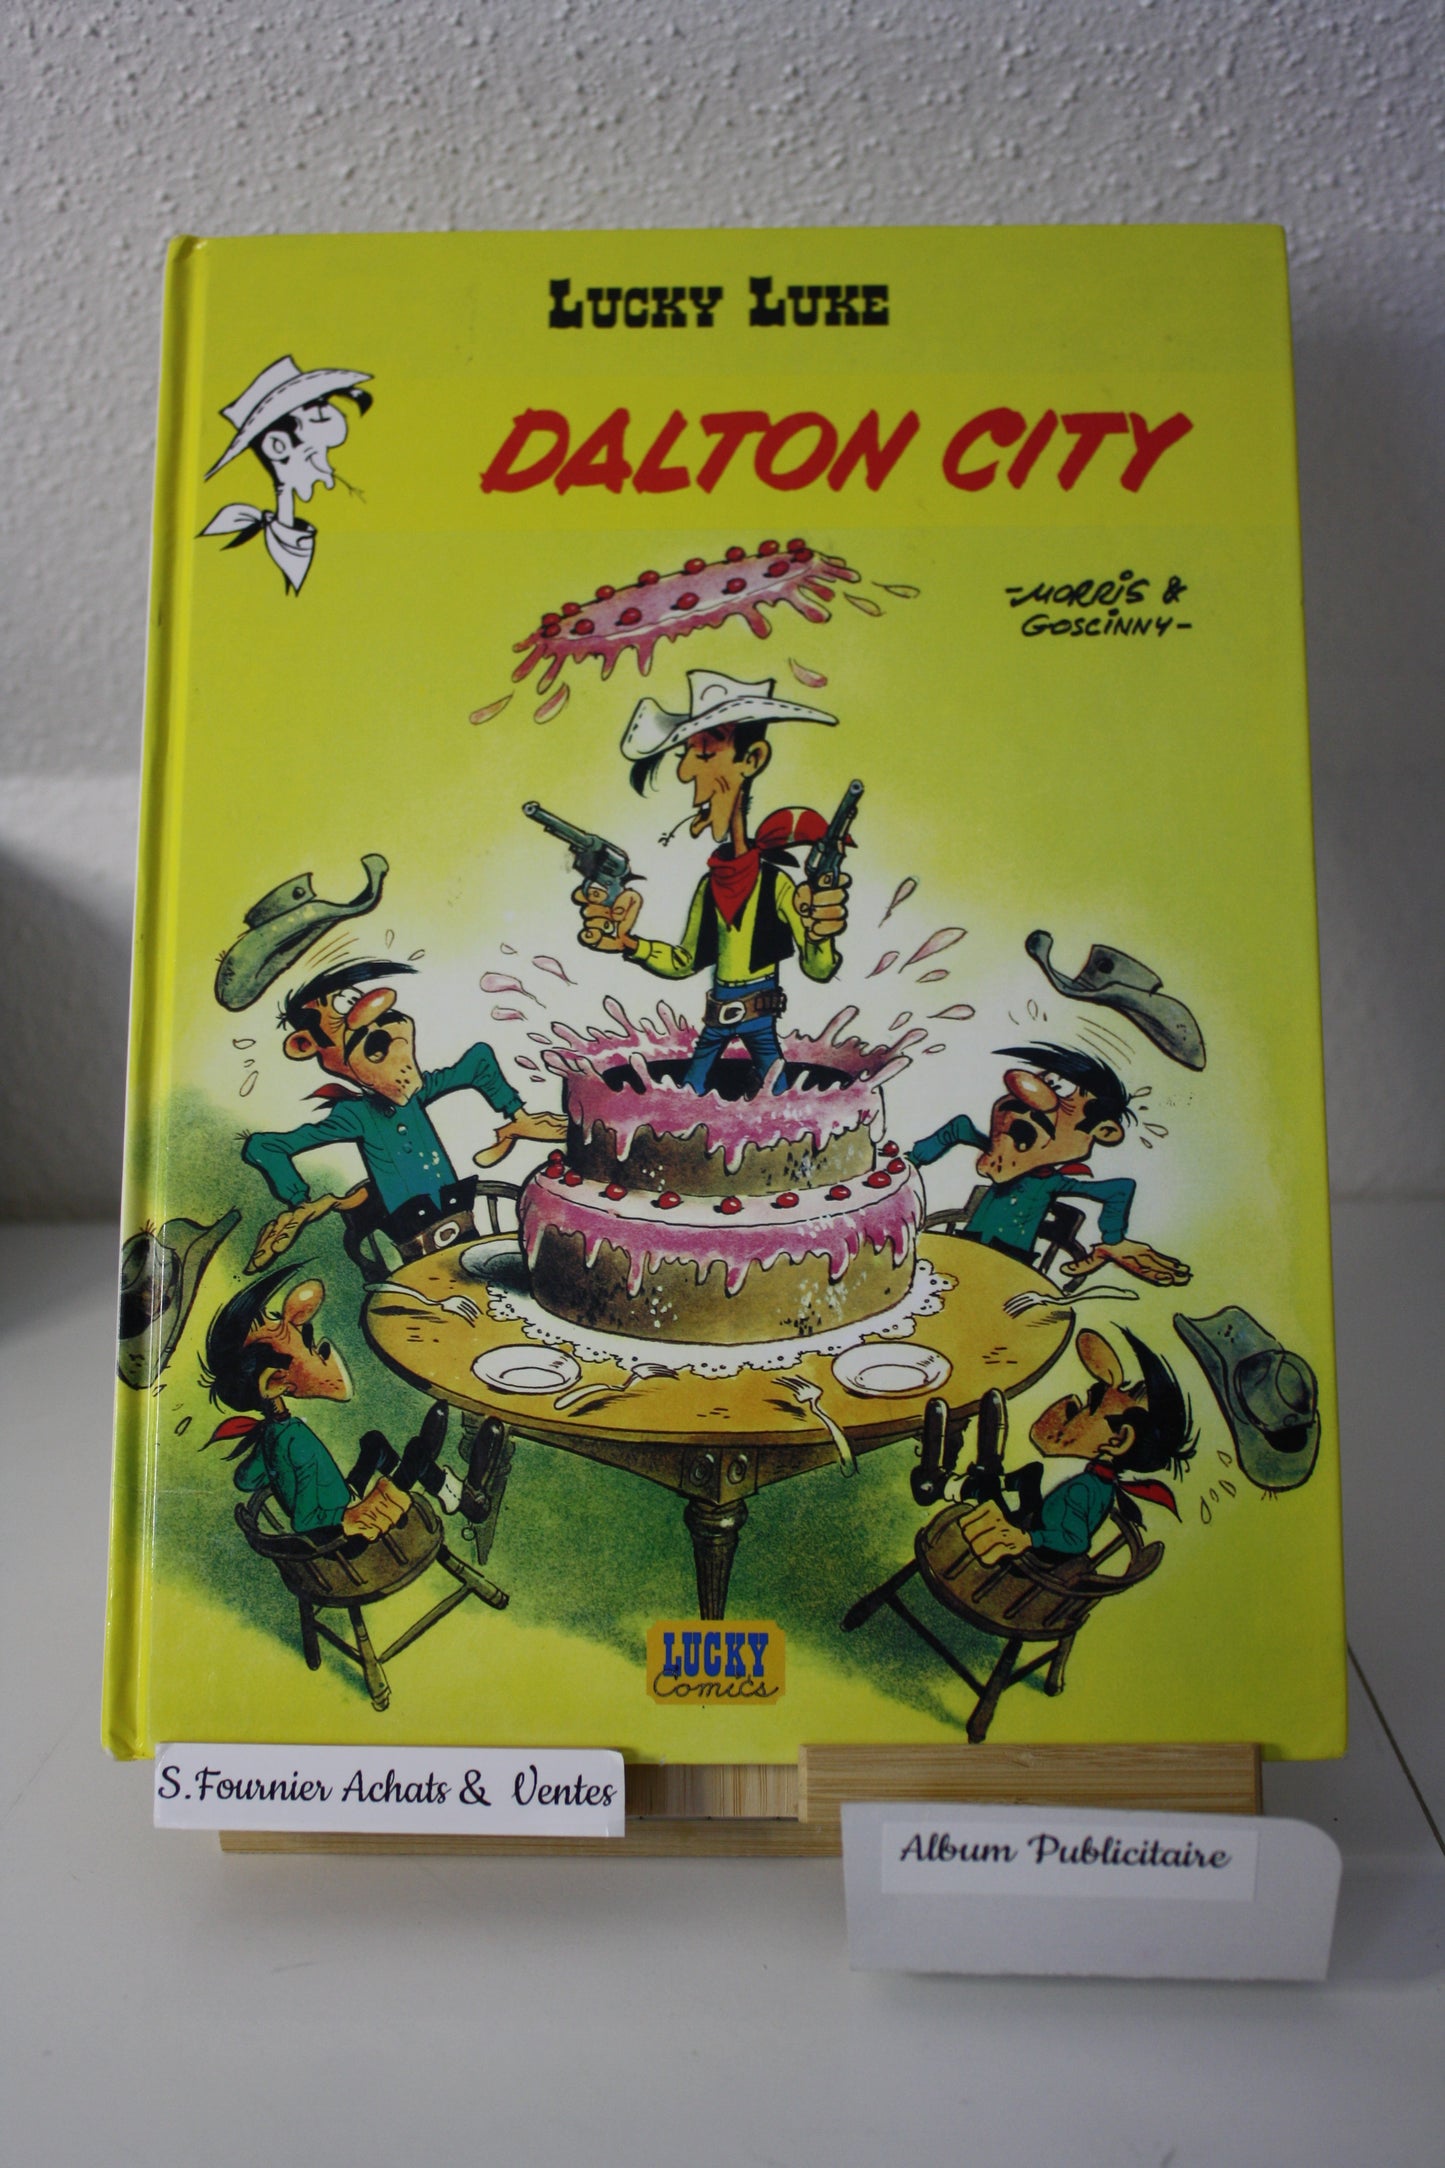 LUCKY LUKE
DALTON CITY
-MORRIS &
GOSCINNY-
LUCKY
Comics
S.Fournier Achats & Ventes
Album Publicitaire